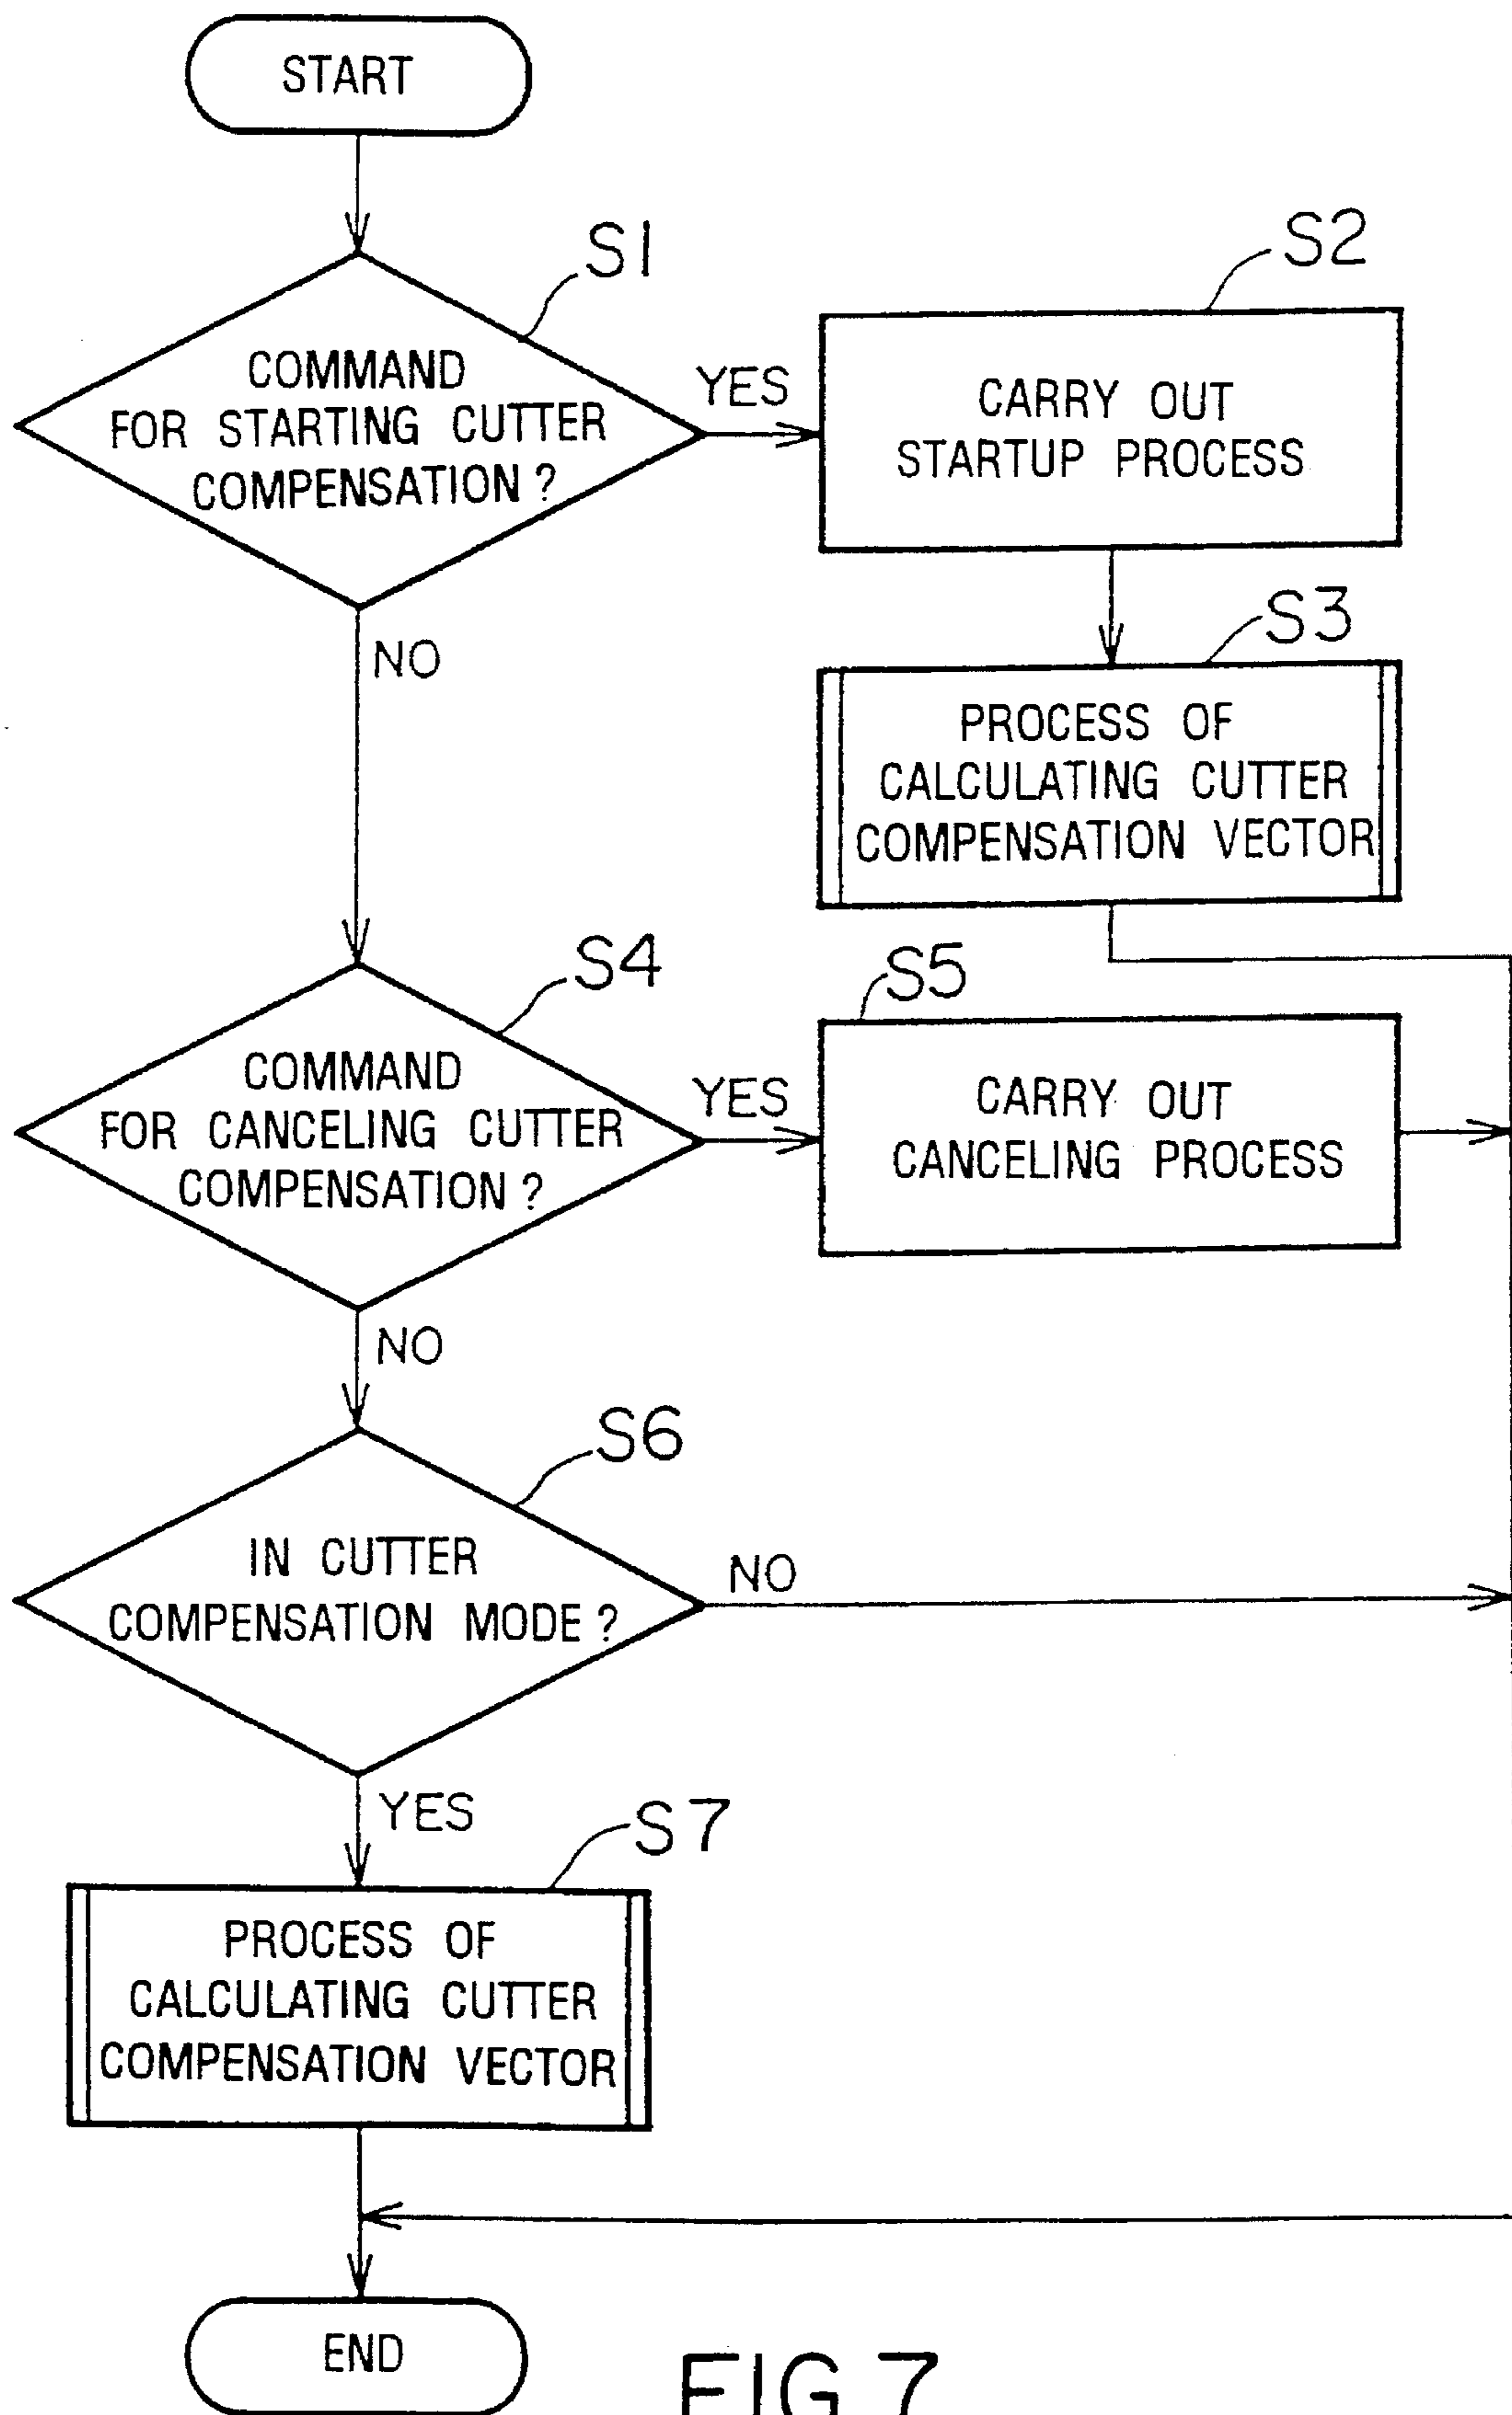 START
S1
COMMAND
FOR STARTING CUTTER
COMPENSATION ?
YES
S2
CARRY OUT
STARTUP PROCESS
NO
S3
PROCESS OF
CALCULATING CUTTER
COMPENSATION VECTOR
S4
COMMAND
FOR CANCELING CUTTER
COMPENSATION ?
YES
S5
CARRY OUT
CANCELING PROCESS
NO
S6
IN CUTTER
COMPENSATION MODE ?
NO
YES
S7
PROCESS OF
CALCULATING CUTTER
COMPENSATION VECTOR
END
FIG.7